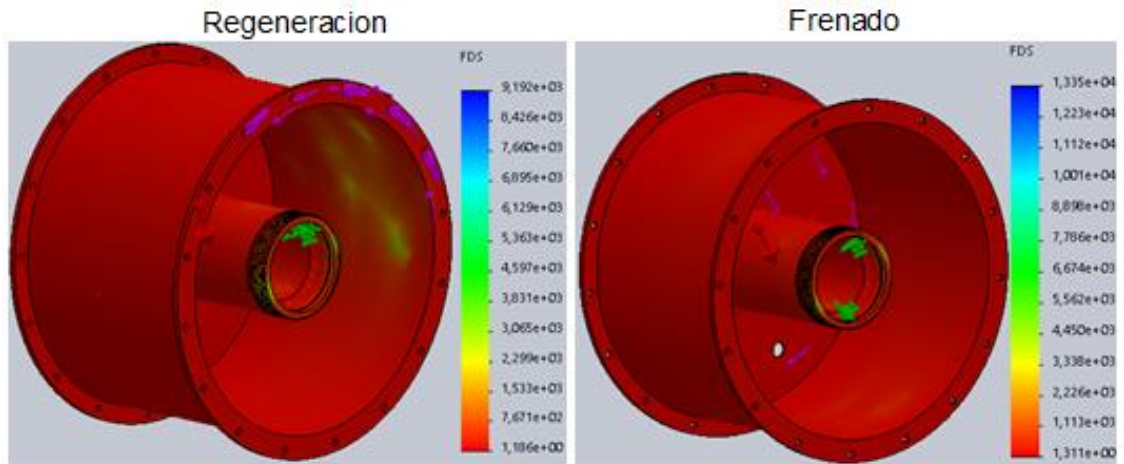 Regeneracion
FDS
9,192e+03
8,426e+03
7,660e+03
6,895e+03
6,129e+03
5,363e+03
4,597e+03
3,831e+03
3,065e+03
2,299e+03
1,533e+03
7,671e+02
1,186e+00
Frenado
FDS
1,335e+04
1,223e+04
1,112e+04
1,001e+04
8,898e+03
7,786e+03
6,674e+03
5,562e+03
4,450e+03
3,338e+03
2,226e+03
1,113e+03
1,311e+00